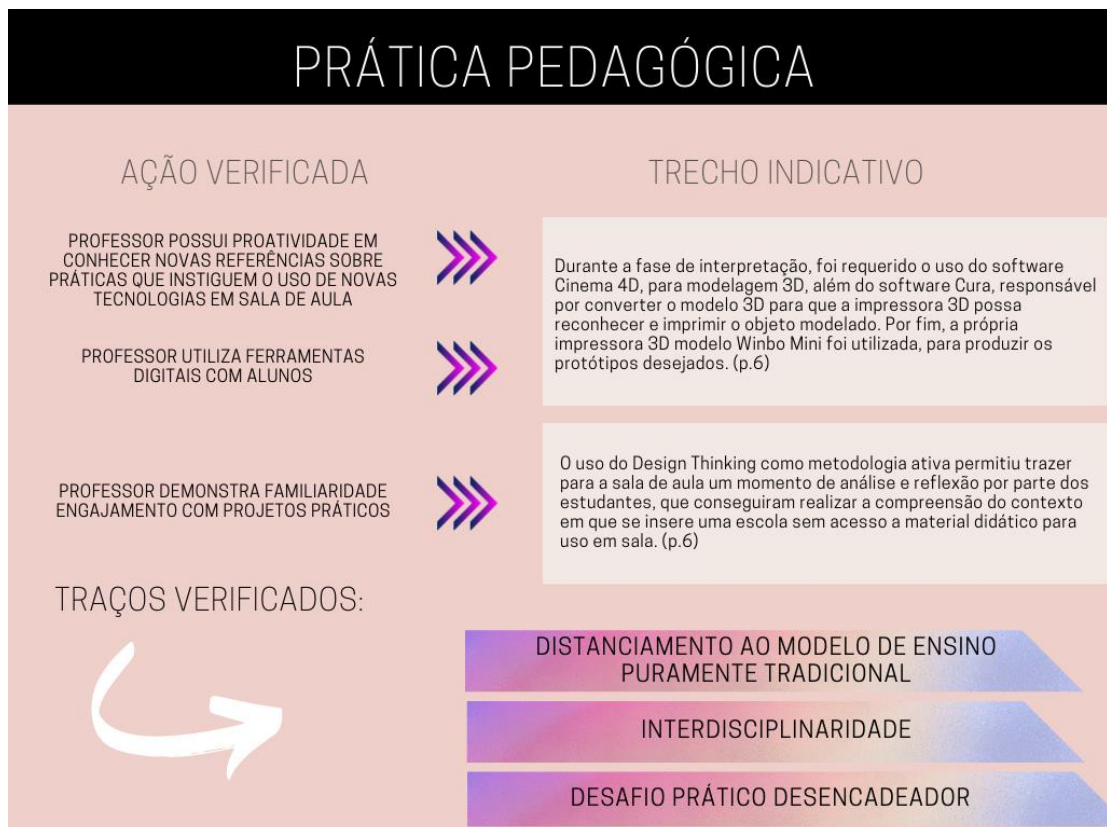 PRÁTICA PEDAGÓGICA
AÇÃO VERIFICADA
TRECHO INDICATIVO
PROFESSOR POSSUI PROATIVIDADE EM
CONHECER NOVAS REFERÊNCIAS SOBRE
PRÁTICAS QUE INSTIGUEM O USO DE NOVAS
TECNOLOGIAS EM SALA DE AULA
PROFESSOR UTILIZA FERRAMENTAS
DIGITAIS COM ALUNOS
Durante a fase de interpretação, foi requerido o uso do software
Cinema 4D, para modelagem 3D, além do software Cura, responsável
por converter o modelo 3D para que a impressora 3D possa
reconhecer e imprimir o objeto modelado. Por fim, a própria
impressora 3D modelo Winbo Mini foi utilizada, para produzir os
protótipos desejados. (p.6)
PROFESSOR DEMONSTRA FAMILIARIDADE
ENGAJAMENTO COM PROJETOS PRÁTICOS
O uso do Design Thinking como metodologia ativa permitiu trazer
para a sala de aula um momento de análise e reflexão por parte dos
estudantes, que conseguiram realizar a compreensão do contexto
em que se insere uma escola sem acesso a material didático para
uso em sala. (p.6)
TRAÇOS VERIFICADOS:
DISTANCIAMENTO AO MODELO DE ENSINO
PURAMENTE TRADICIONAL
INTERDISCIPLINARIDADE
DESAFIO PRÁTICO DESENCADEADOR